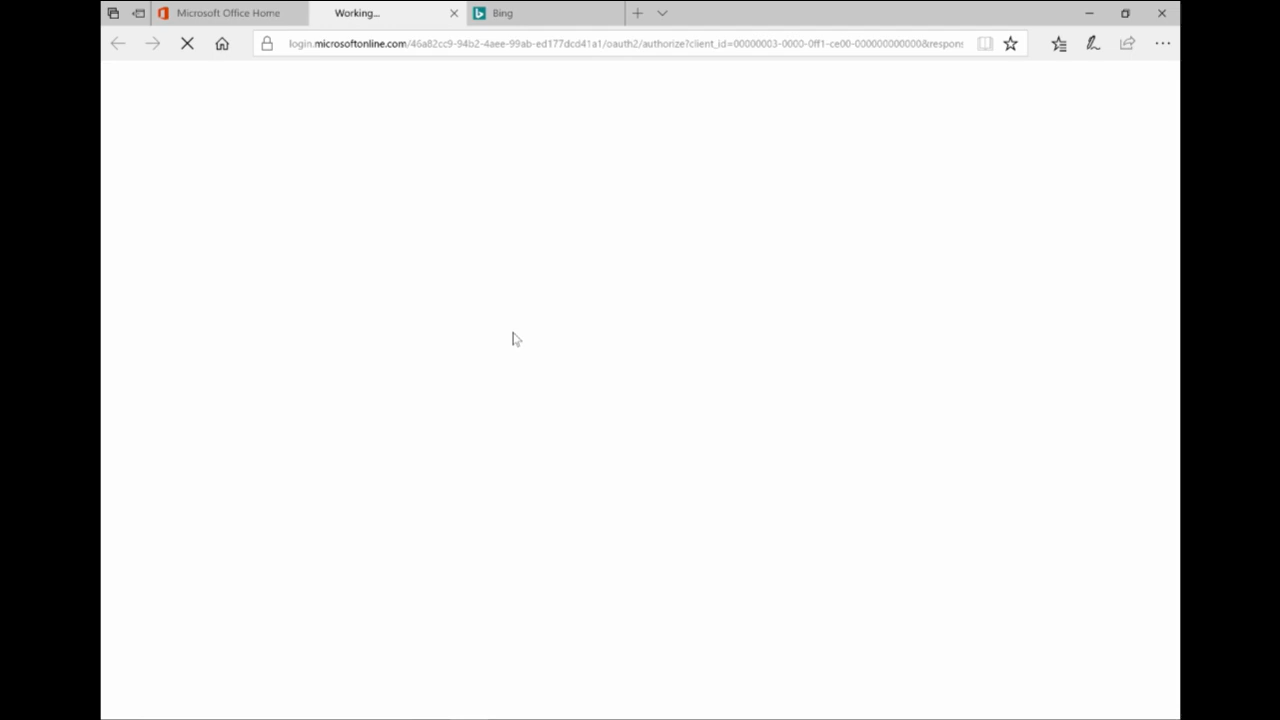 Microsoft Office Home
Working...
Bing
login.microsoftonline.com/46a82cc9-94b2-4aee-99ab-ed177dcd41a1/oauth2/authorize?client_id=00000003-0000-0ff1-ce00-000000000000&respons